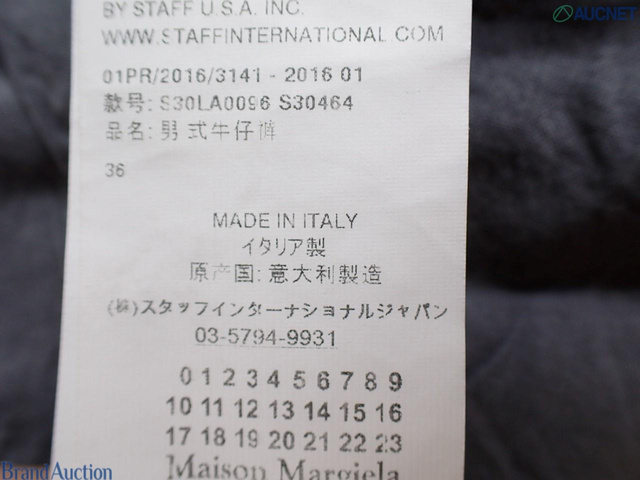 BY STAFF U.S.A. INC.
WWW.STAFFINTERNATIONAL.COM
01PR/2016/3141 - 2016 01
款号: S30LA0096 S30464
品名: 男式牛仔裤
36
MADE IN ITALY
イタリア製
原产国: 意大利製造
(株)スタッフインターナショナルジャパン
03-5794-9931
0 1 2 3 4 5 6 7 8 9
10 11 12 13 14 15 16
17 18 19 20 21 22 23
Maison Margiela
AUCNET
BrandAuction